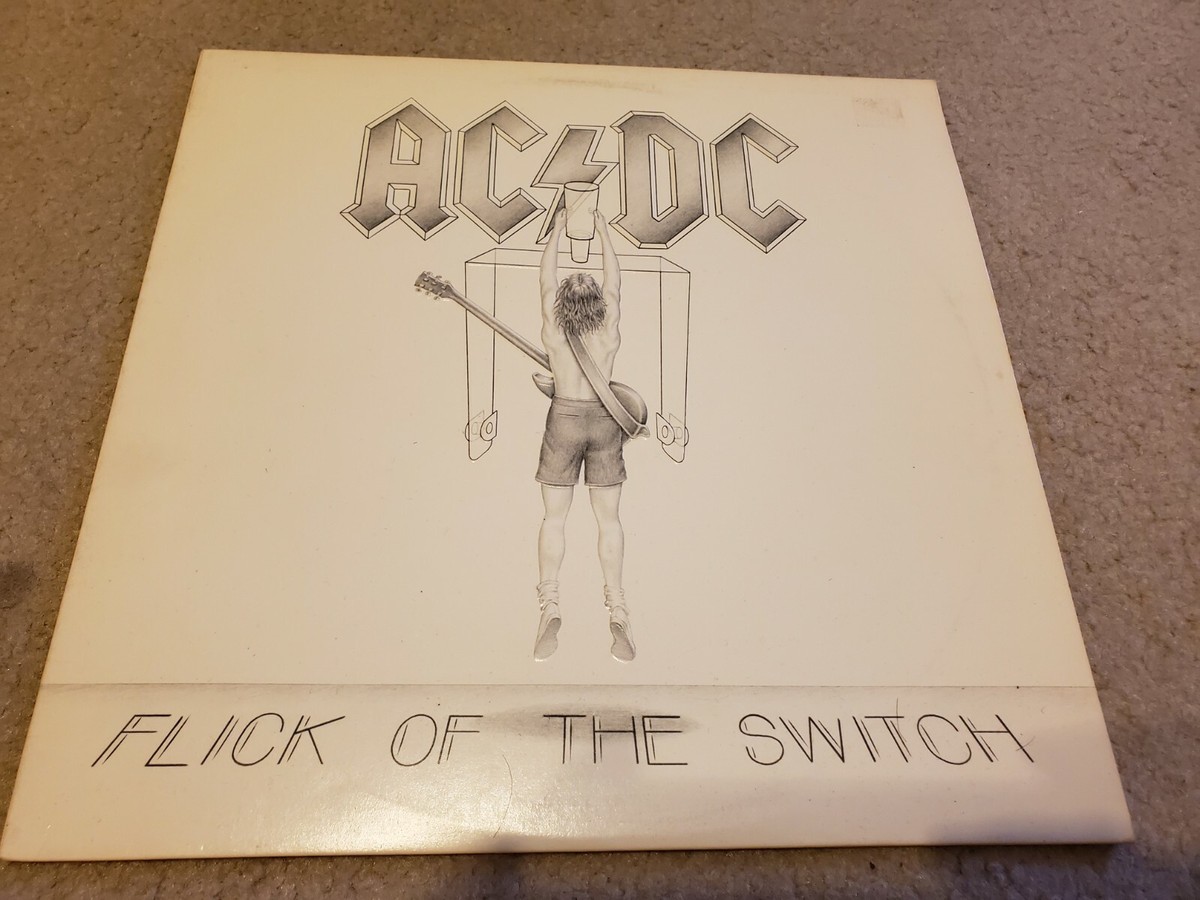 AC⚡DC
FLICK OF THE SWITCH